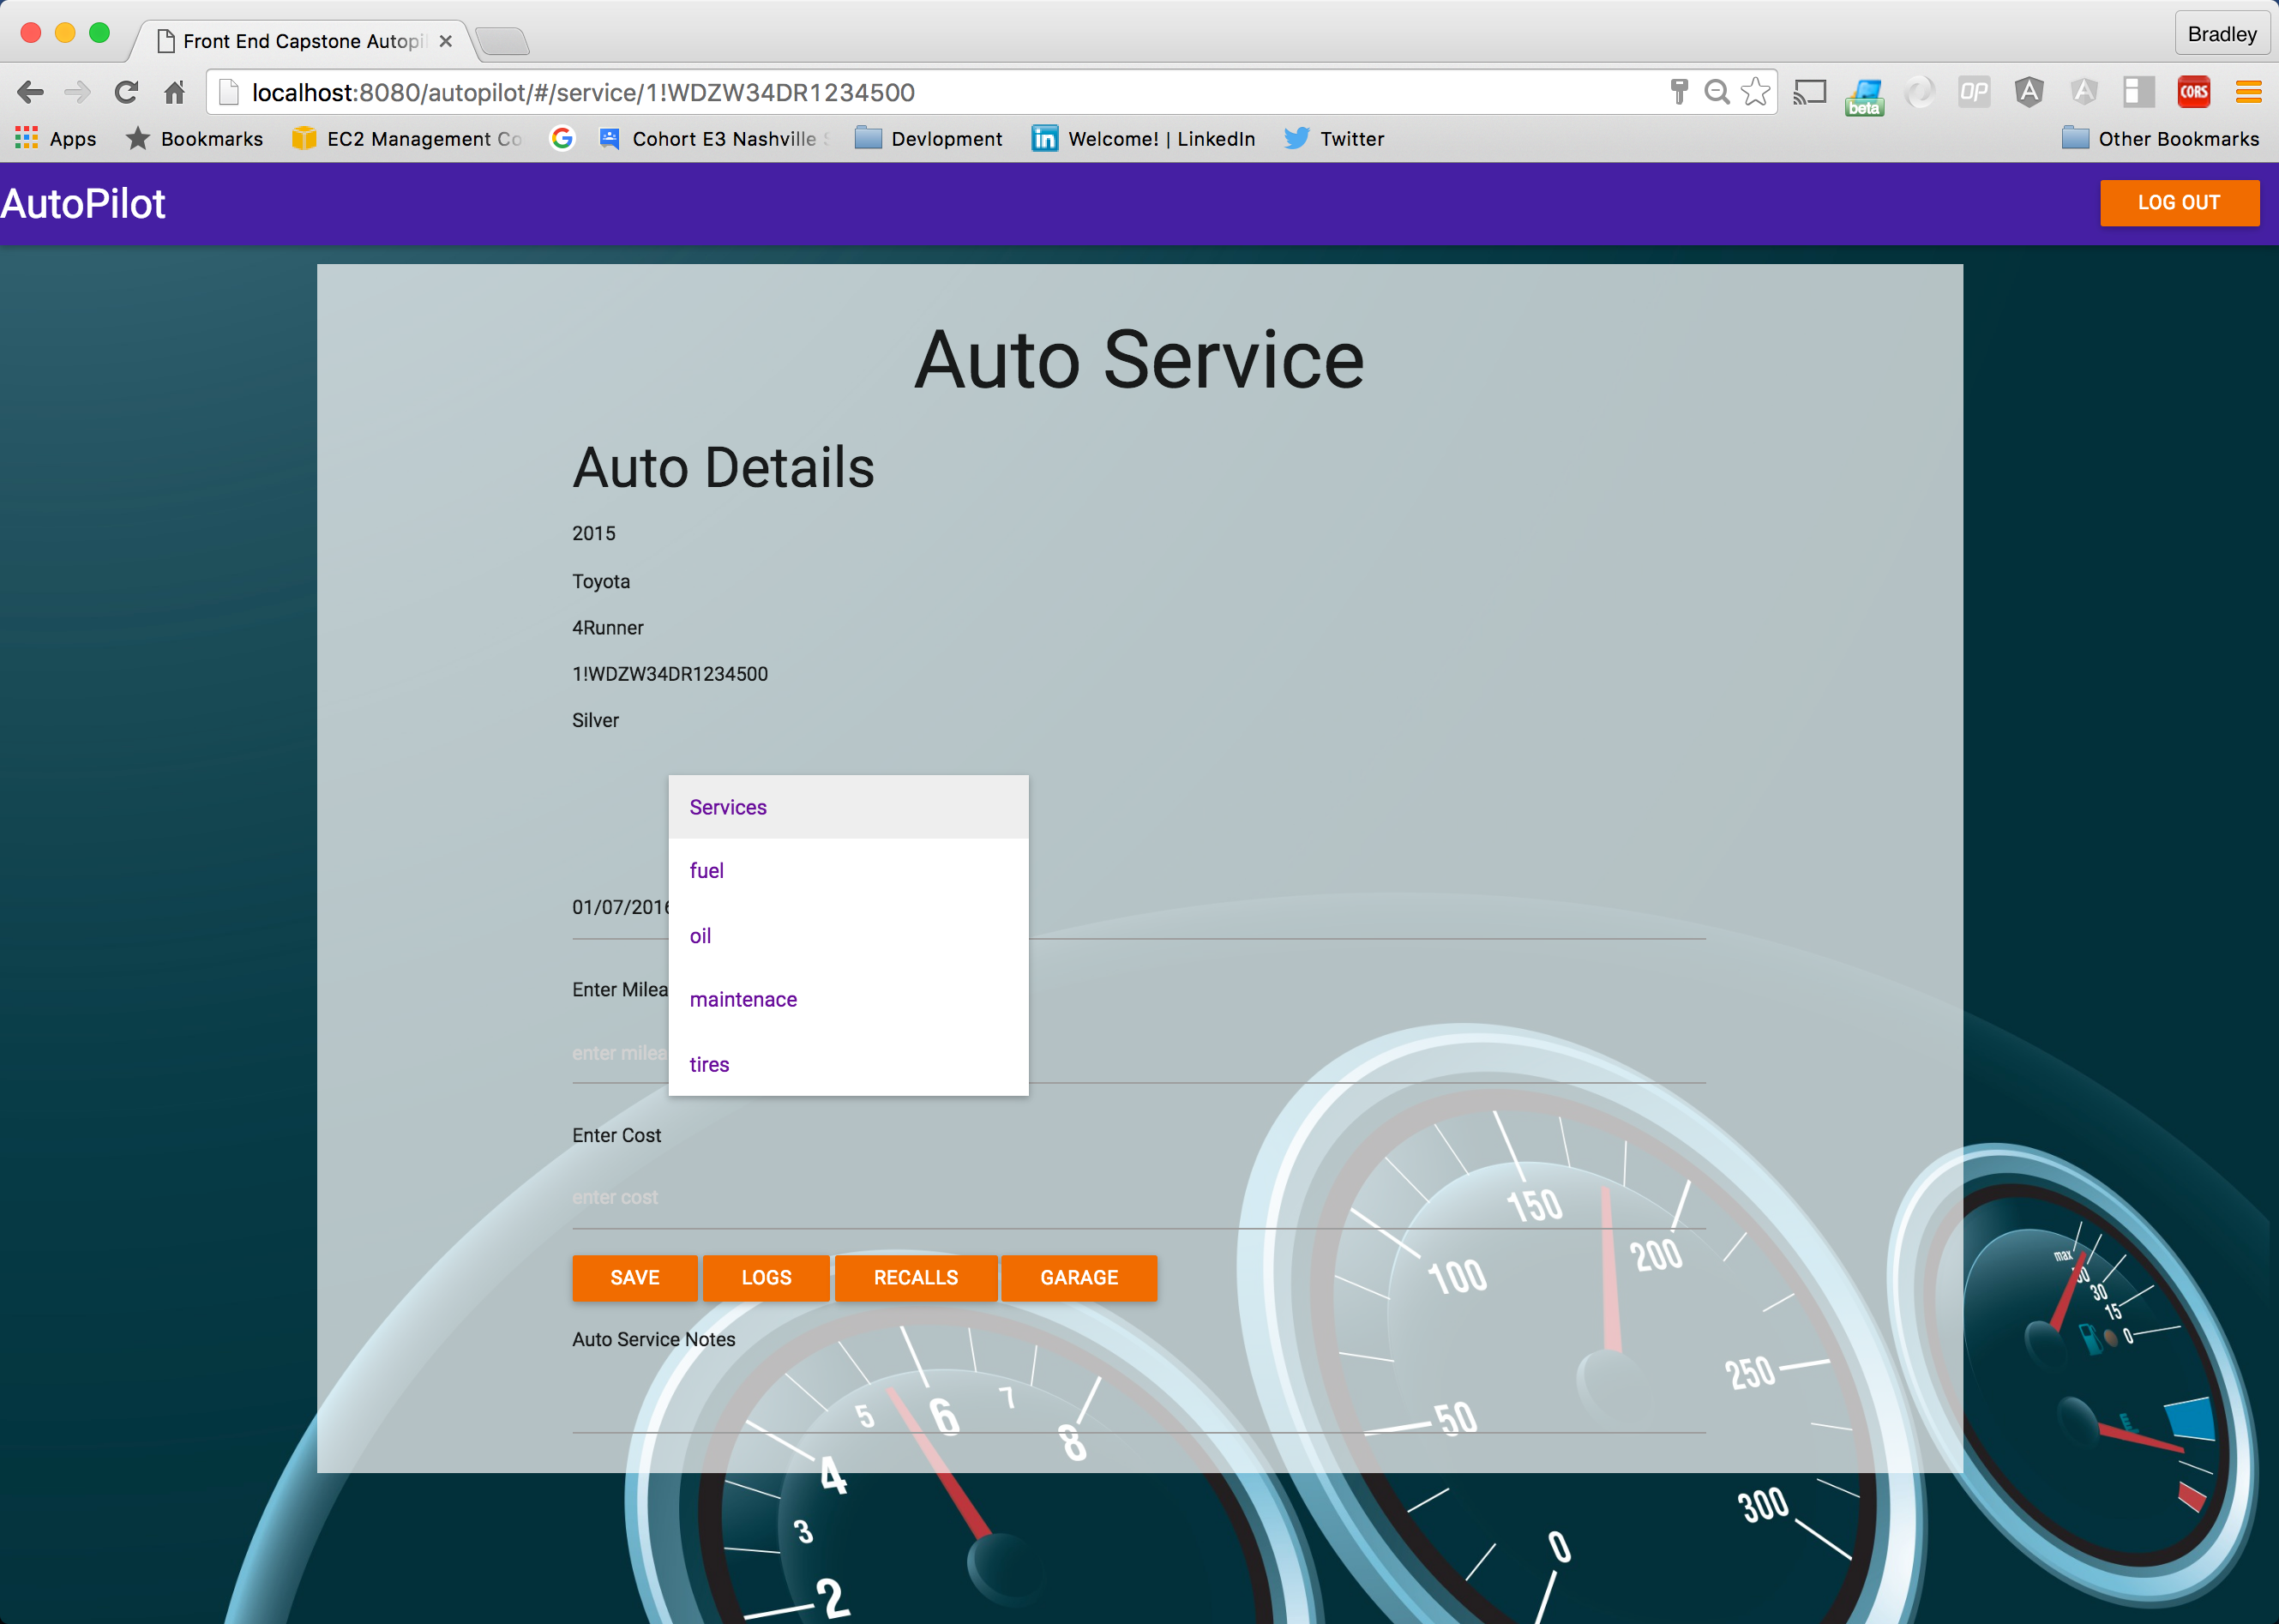 Front End Capstone Autopi
Bradley
localhost:8080/autopilot/#/service/1!WDZW34DR1234500
beta
OP
A
A
CORS
Apps
Bookmarks
EC2 Management Co
G
Cohort E3 Nashville
Devlopment
in
Welcome! | LinkedIn
Twitter
Other Bookmarks
AutoPilot
LOG OUT
Auto Service
Auto Details
2015
Toyota
4Runner
1!WDZW34DR1234500
Silver
Services
fuel
01/07/2016
oil
Enter Milea
maintenace
enter milea
tires
Enter Cost
enter cost
SAVE
LOGS
RECALLS
GARAGE
Auto Service Notes
2
3
4
5
6
7
8
0
50
100
150
200
250
300
max
30
15
0